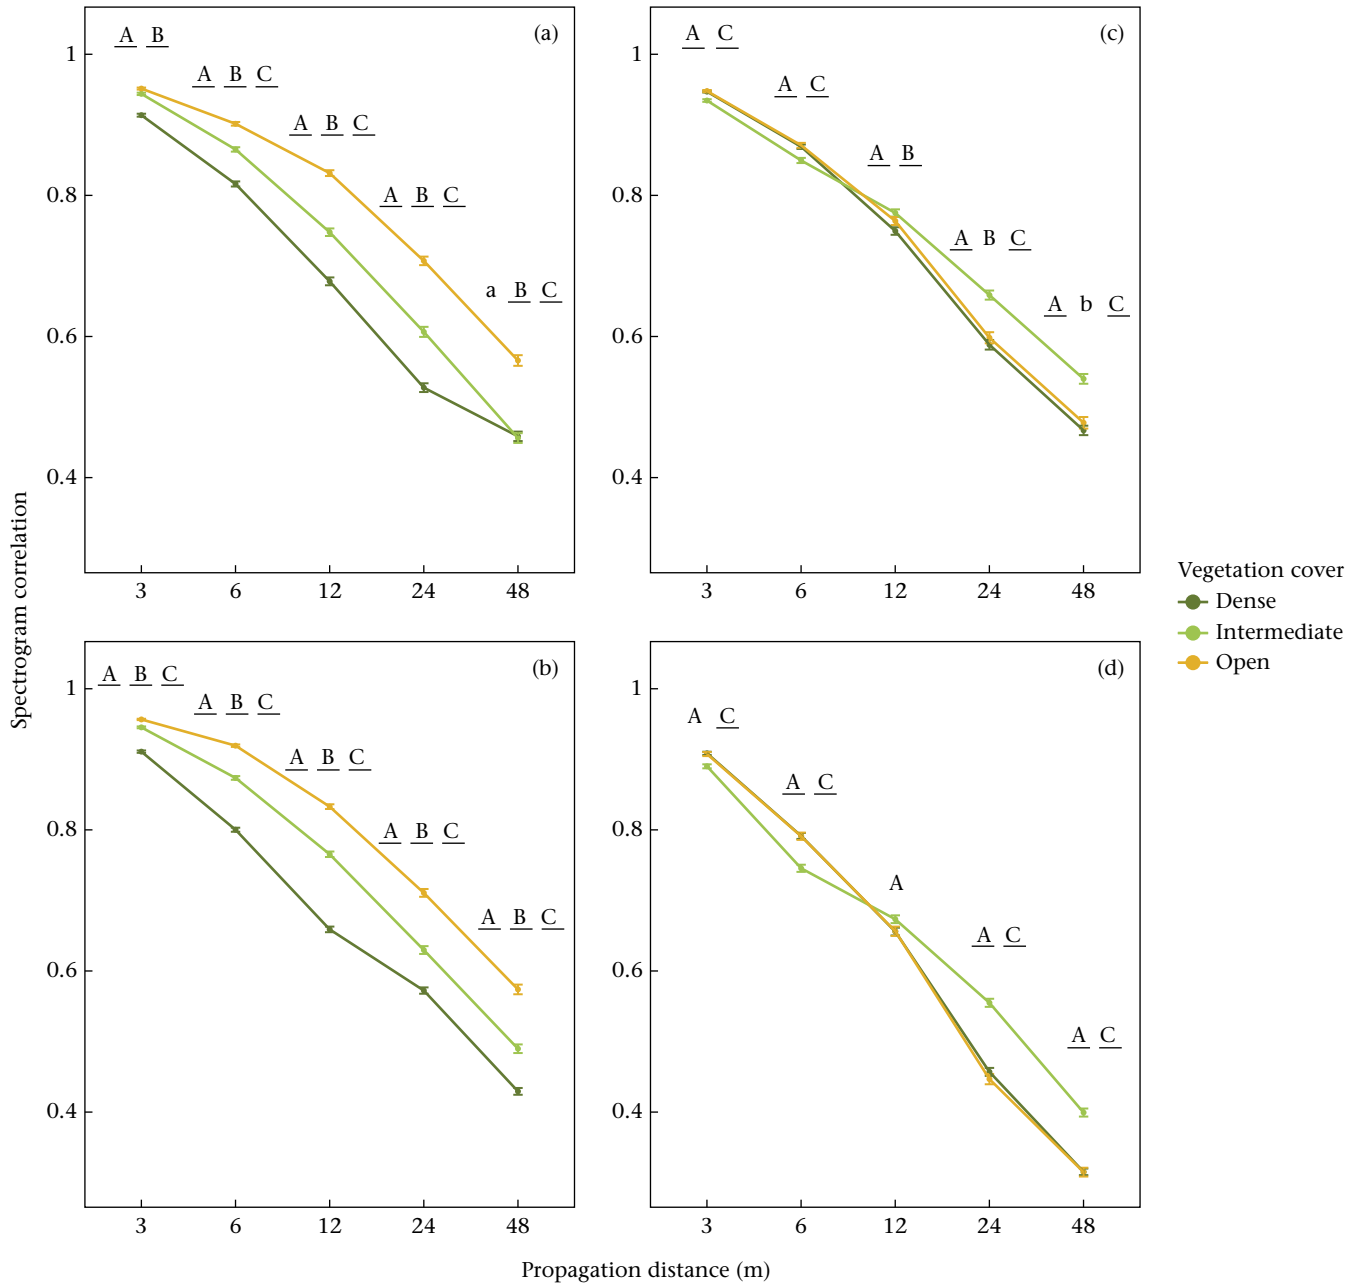 Spectrogram correlation
(a)
1
0.8
0.6
0.4
A B
A B C
A B C
A B C
a B C
3 6 12 24 48
(c)
1
0.8
0.6
0.4
A C
A C
A B
A B C
A b C
3 6 12 24 48
(b)
1
0.8
0.6
0.4
A B C
A B C
A B C
A B C
A B C
3 6 12 24 48
(d)
1
0.8
0.6
0.4
A C
A C
A
A C
A C
3 6 12 24 48
Propagation distance (m)
Vegetation cover
Dense
Intermediate
Open